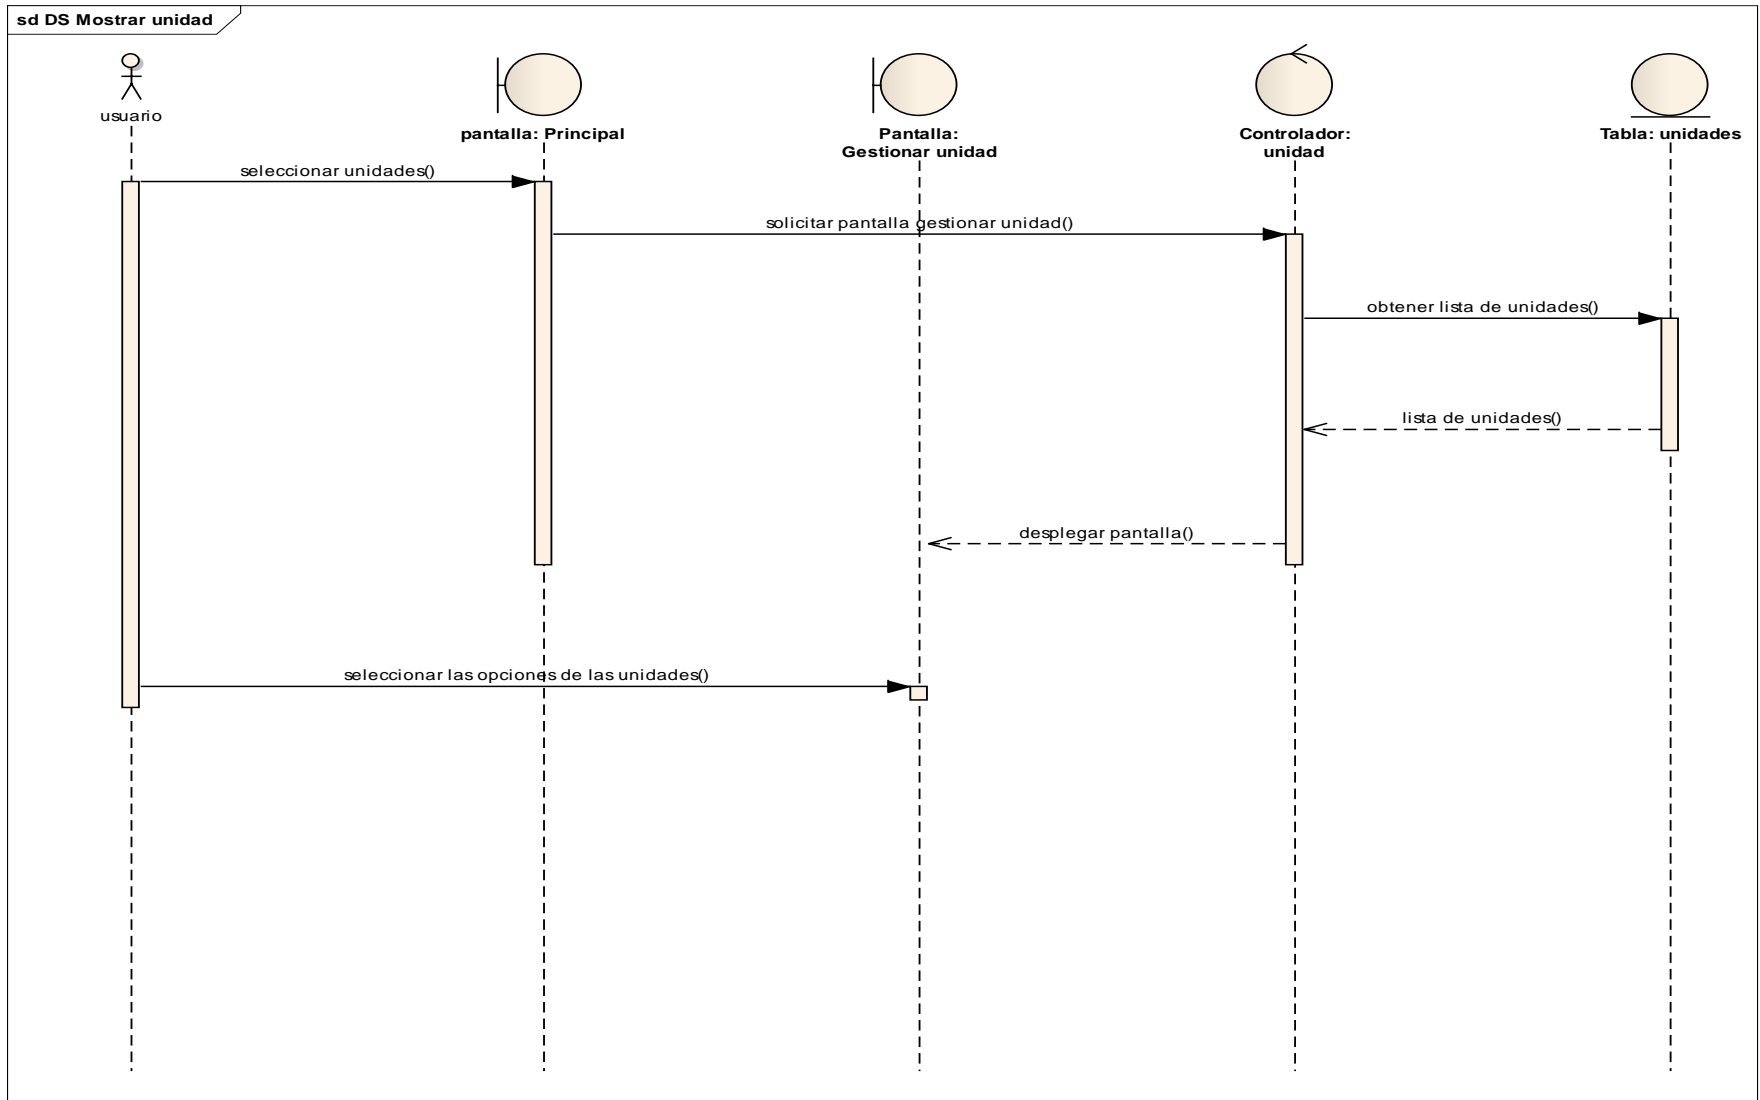 sd DS Mostrar unidad
usuario
pantalla: Principal
Pantalla:
Gestionar unidad
Controlador:
unidad
Tabla: unidades
seleccionar unidades()
solicitar pantalla gestionar unidad()
obtener lista de unidades()
lista de unidades()
desplegar pantalla()
seleccionar las opciones de las unidades()